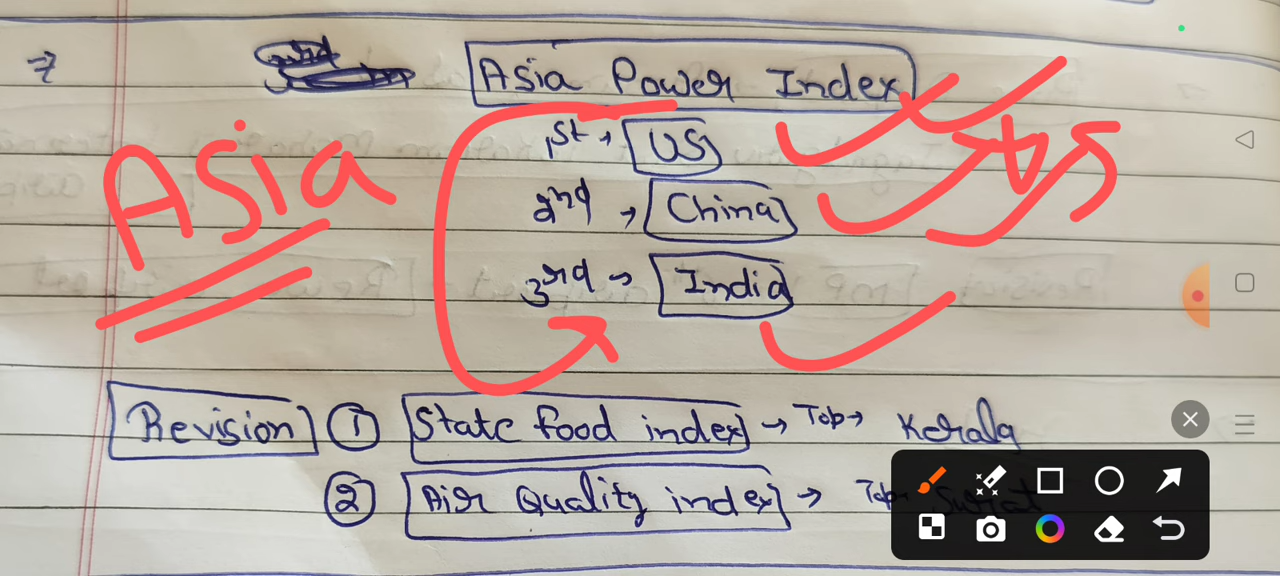 ⇒ Asia Power Index
1st → US
Asia
2nd → China
3rd → India
Revision ① State food index → Top → Kerala
② Air Quality index → Top → Surat